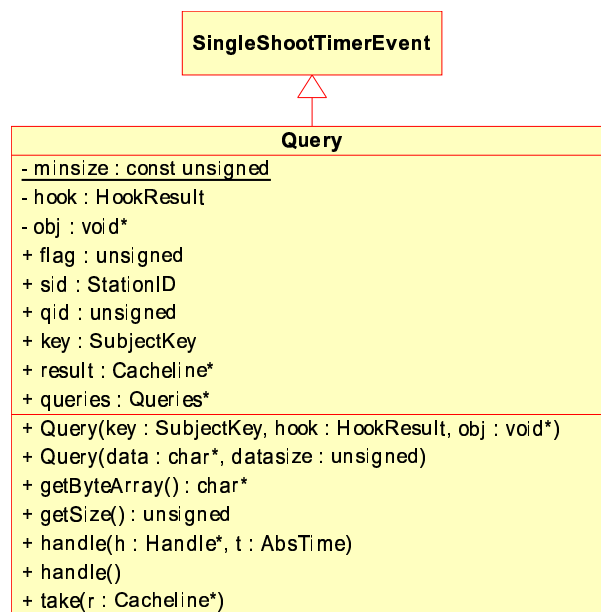 SingleShootTimerEvent
Query
- minsize : const unsigned
- hook : HookResult
- obj : void*
+ flag : unsigned
+ sid : StationID
+ qid : unsigned
+ key : SubjectKey
+ result : Cacheline*
+ queries : Queries*
+ Query(key : SubjectKey, hook : HookResult, obj : void*)
+ Query(data : char*, datasize : unsigned)
+ getByteArray() : char*
+ getSize() : unsigned
+ handle(h : Handle*, t : AbsTime)
+ handle()
+ take(r : Cacheline*)